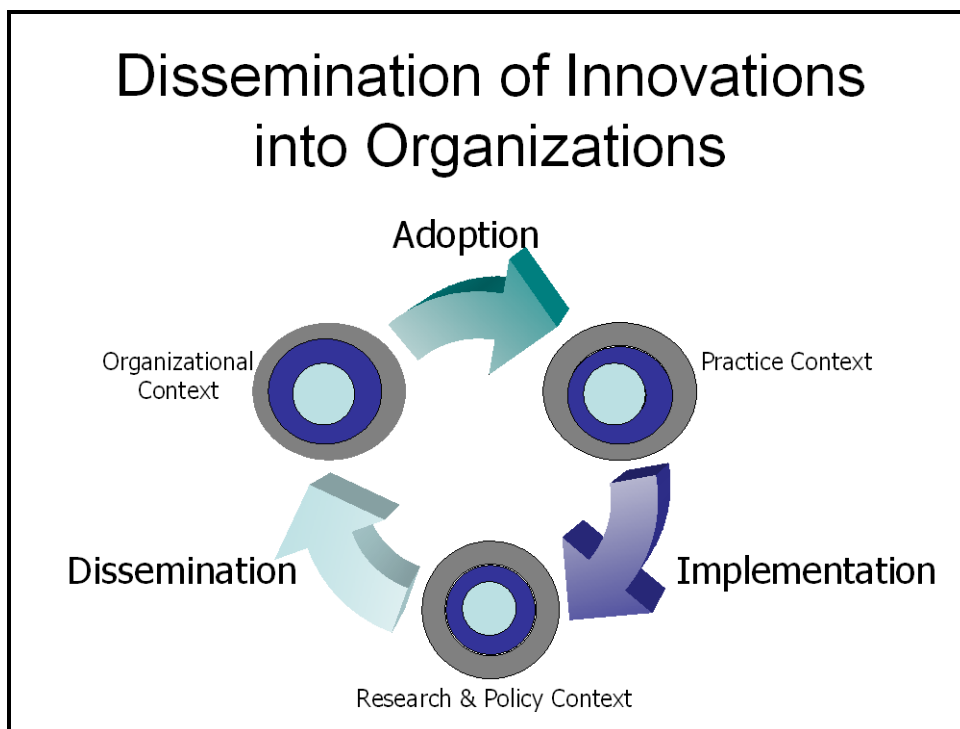 Dissemination of Innovations
into Organizations
Adoption
Organizational
Context
Practice Context
Dissemination
Implementation
Research & Policy Context